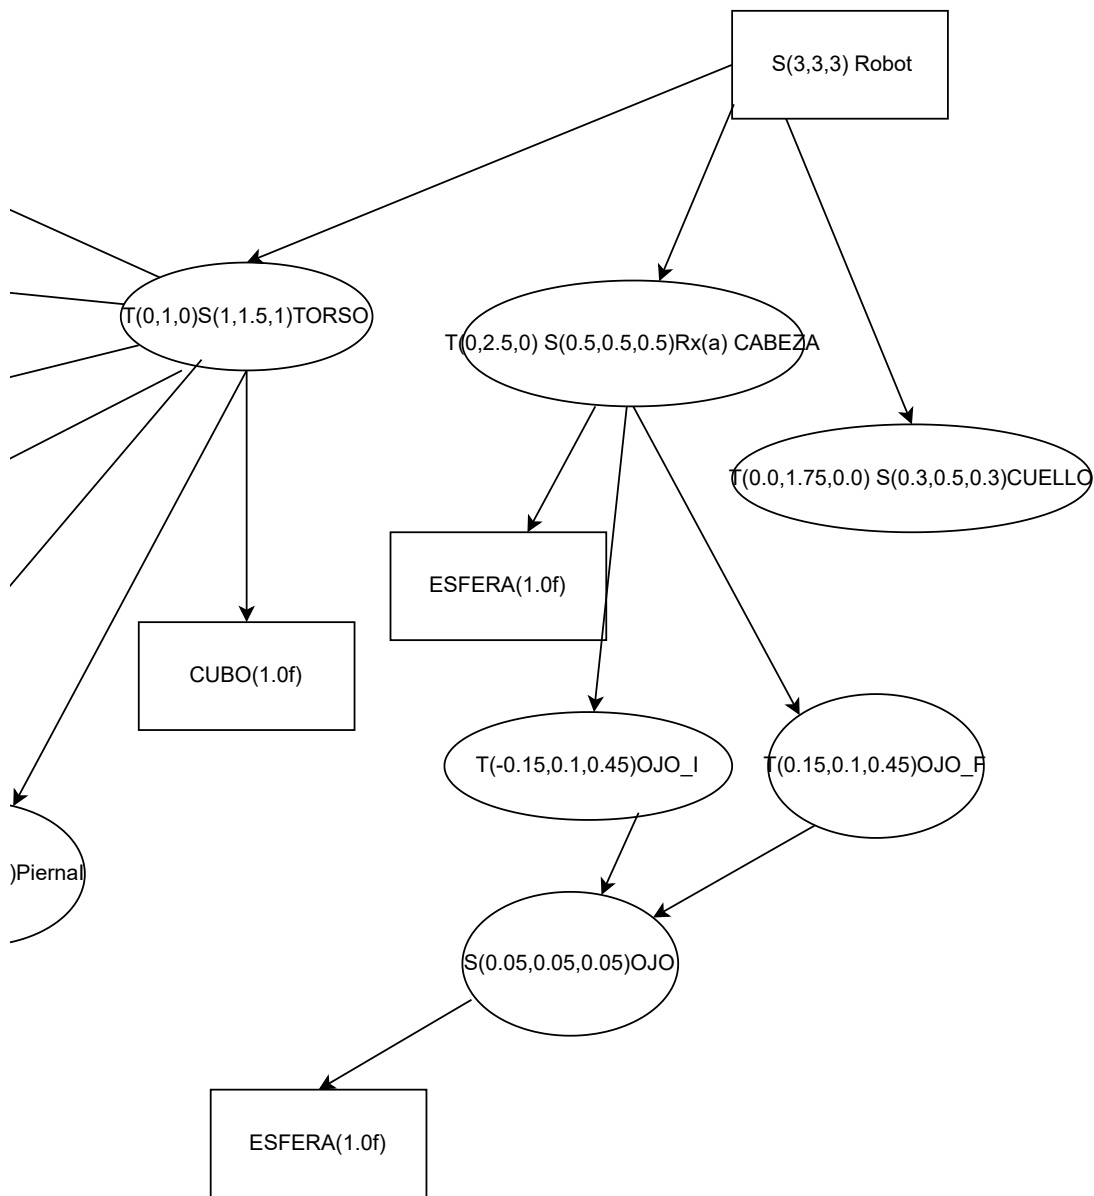 S(3,3,3) Robot
T(0,1,0)S(1,1.5,1)TORSO
T(0,2.5,0) S(0.5,0.5,0.5)Rx(a) CABEZA
T(0.0,1.75,0.0) S(0.3,0.5,0.3)CUELLO
ESFERA(1.0f)
CUBO(1.0f)
T(-0.15,0.1,0.45)OJO_I
T(0.15,0.1,0.45)OJO_F
)PiernaI
S(0.05,0.05,0.05)OJO
ESFERA(1.0f)